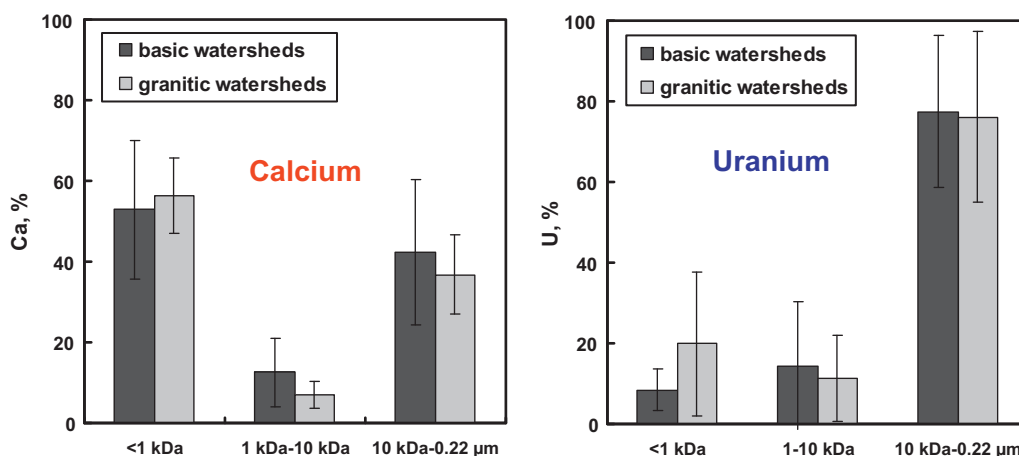 100
80
60
40
20
0
Ca, %
basic watersheds
granitic watersheds
Calcium
<1 kDa
1 kDa-10 kDa
10 kDa-0.22 µm
100
80
60
40
20
0
U, %
basic watersheds
granitic watersheds
Uranium
<1 kDa
1-10 kDa
10 kDa-0.22 µm